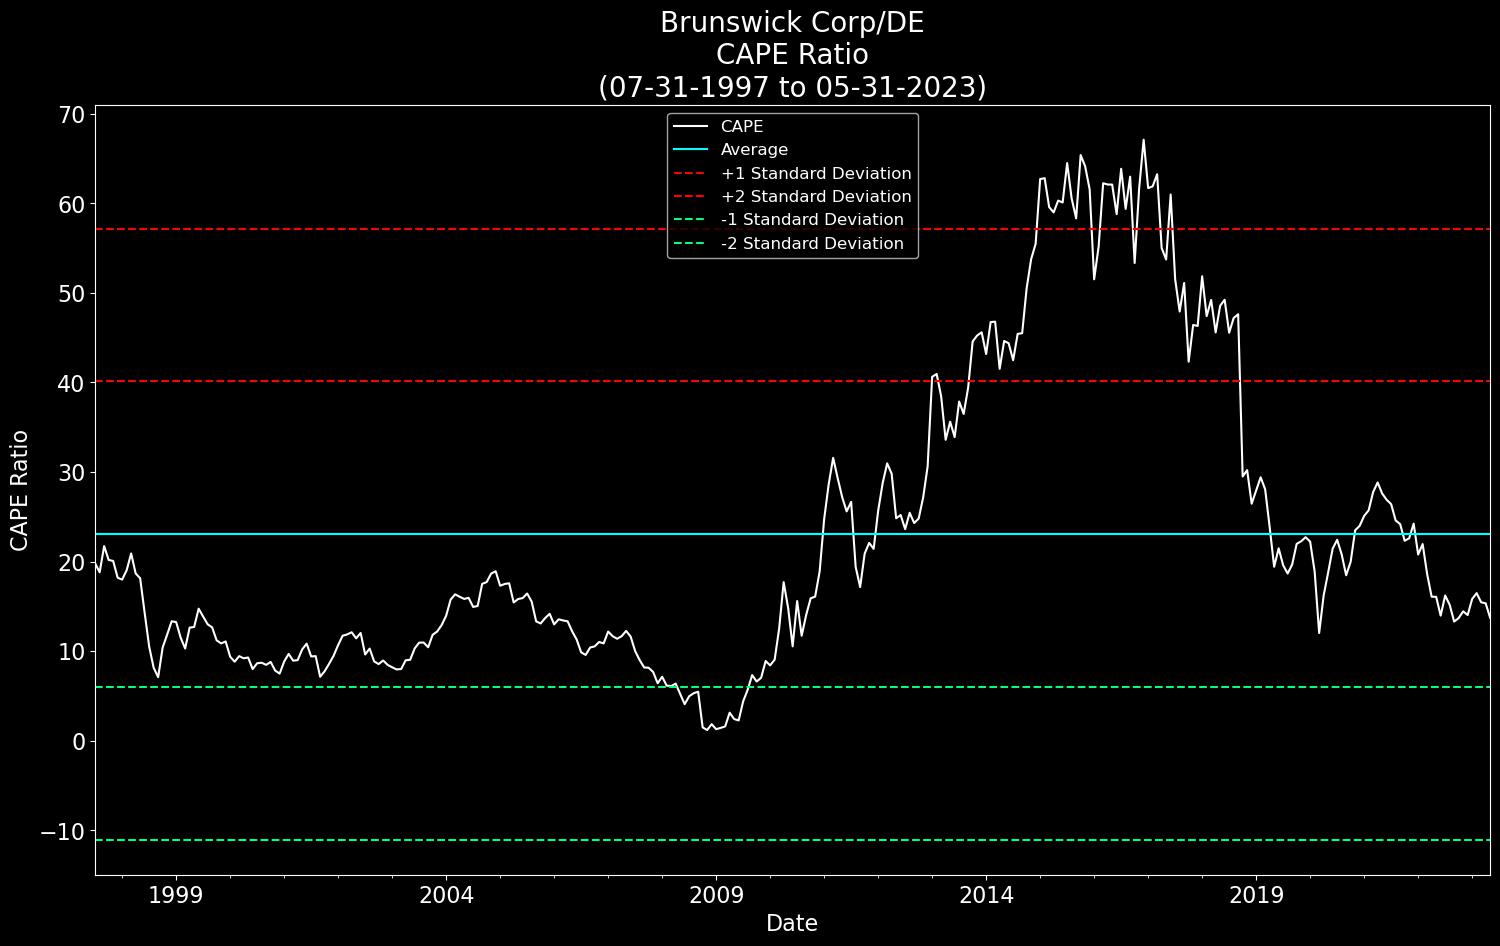 Brunswick Corp/DE
CAPE Ratio
(07-31-1997 to 05-31-2023)
CAPE
Average
+1 Standard Deviation
+2 Standard Deviation
-1 Standard Deviation
-2 Standard Deviation
CAPE Ratio
70
60
50
40
30
20
10
0
−10
1999 2004 2009 2014 2019
Date